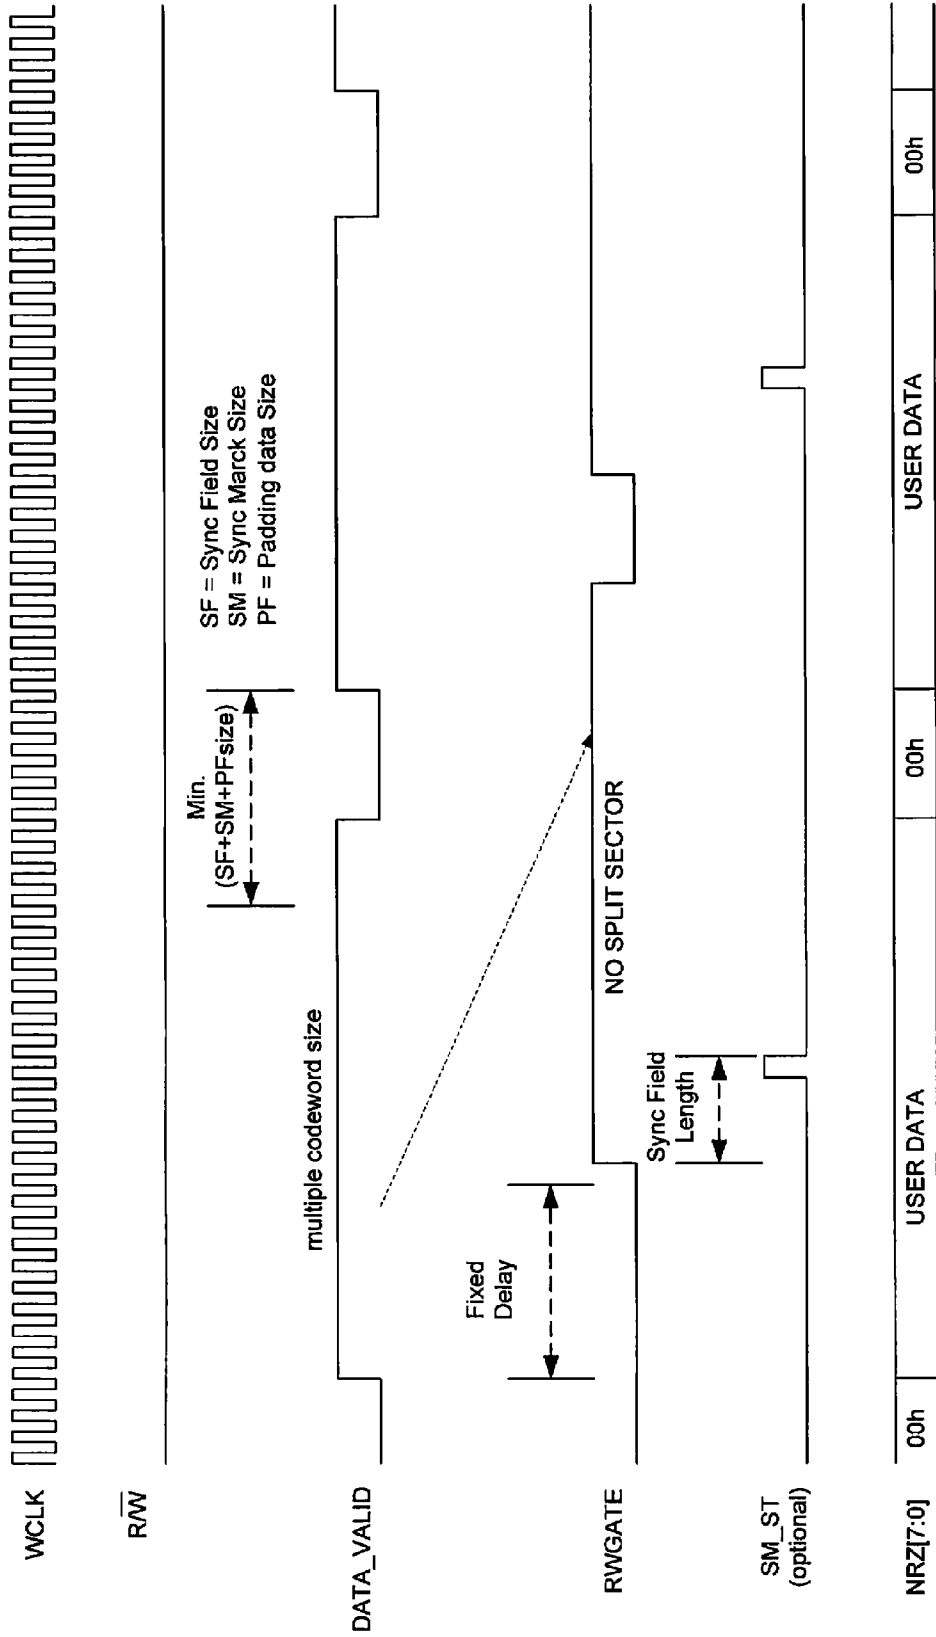 WCLK
R/W
SF = Sync Field Size
SM = Sync Marck Size
PF = Padding data Size
Min.
(SF+SM+PFsize)
multiple codeword size
DATA_VALID
Fixed
Delay
NO SPLIT SECTOR
RWGATE
Sync Field
Length
SM_ST
(optional)
NRZ[7:0]
00h
USER DATA
00h
USER DATA
00h